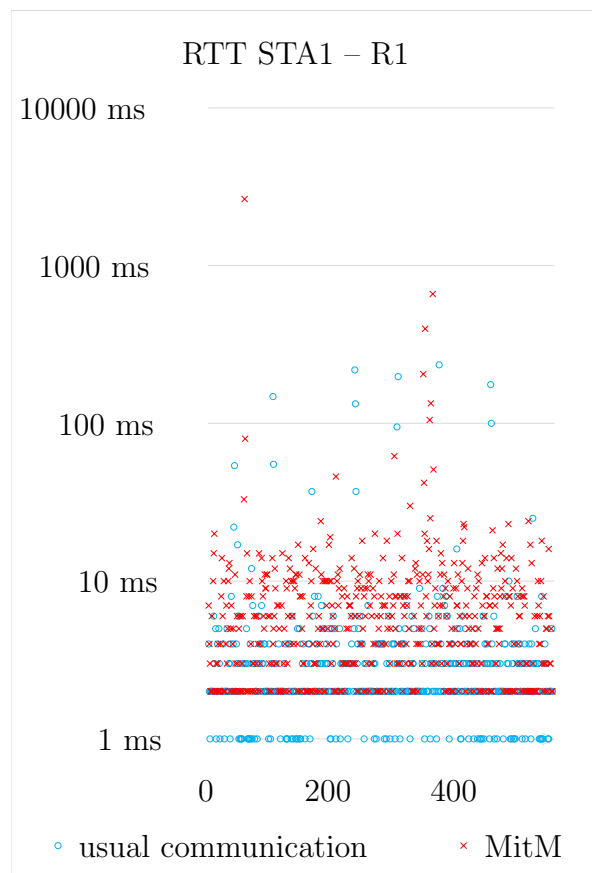 RTT STA1 – R1
10000 ms
1000 ms
100 ms
10 ms
1 ms
0 200 400
usual communication MitM